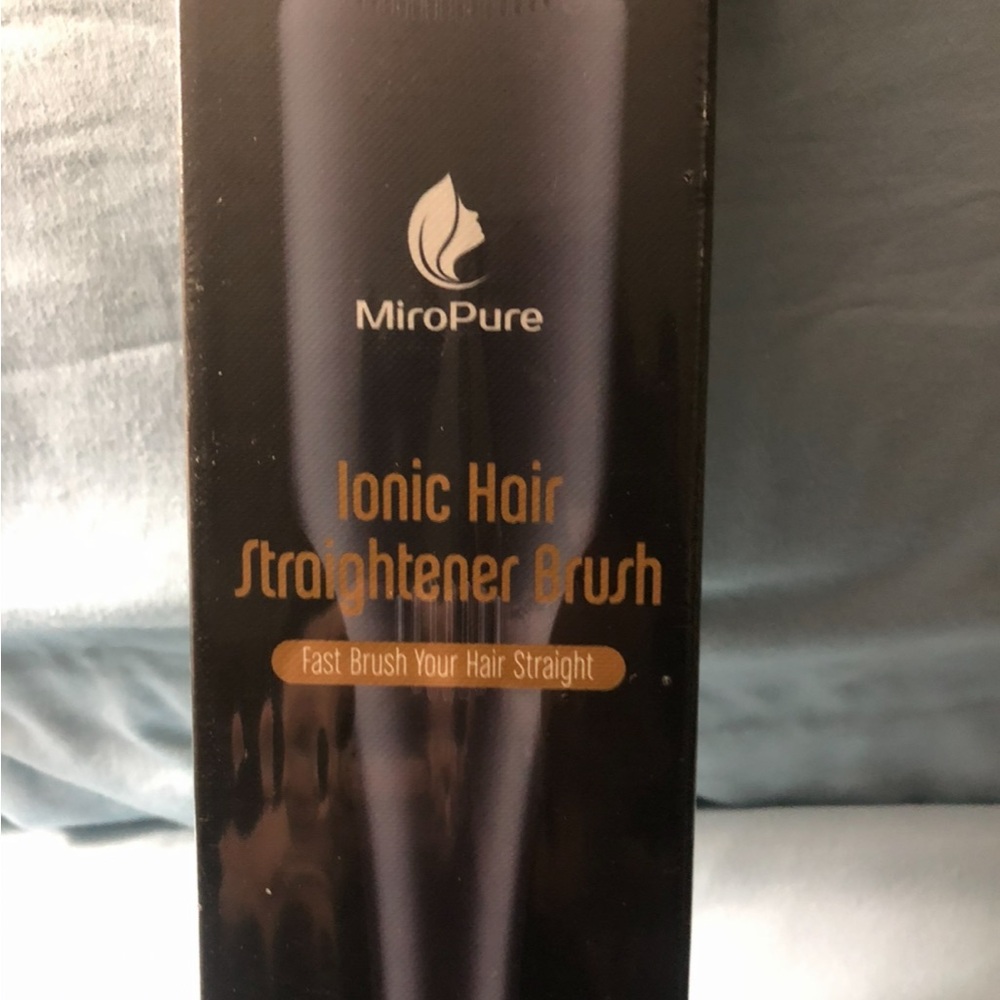 MiroPure
Ionic Hair
Straightener Brush
Fast Brush Your Hair Straight